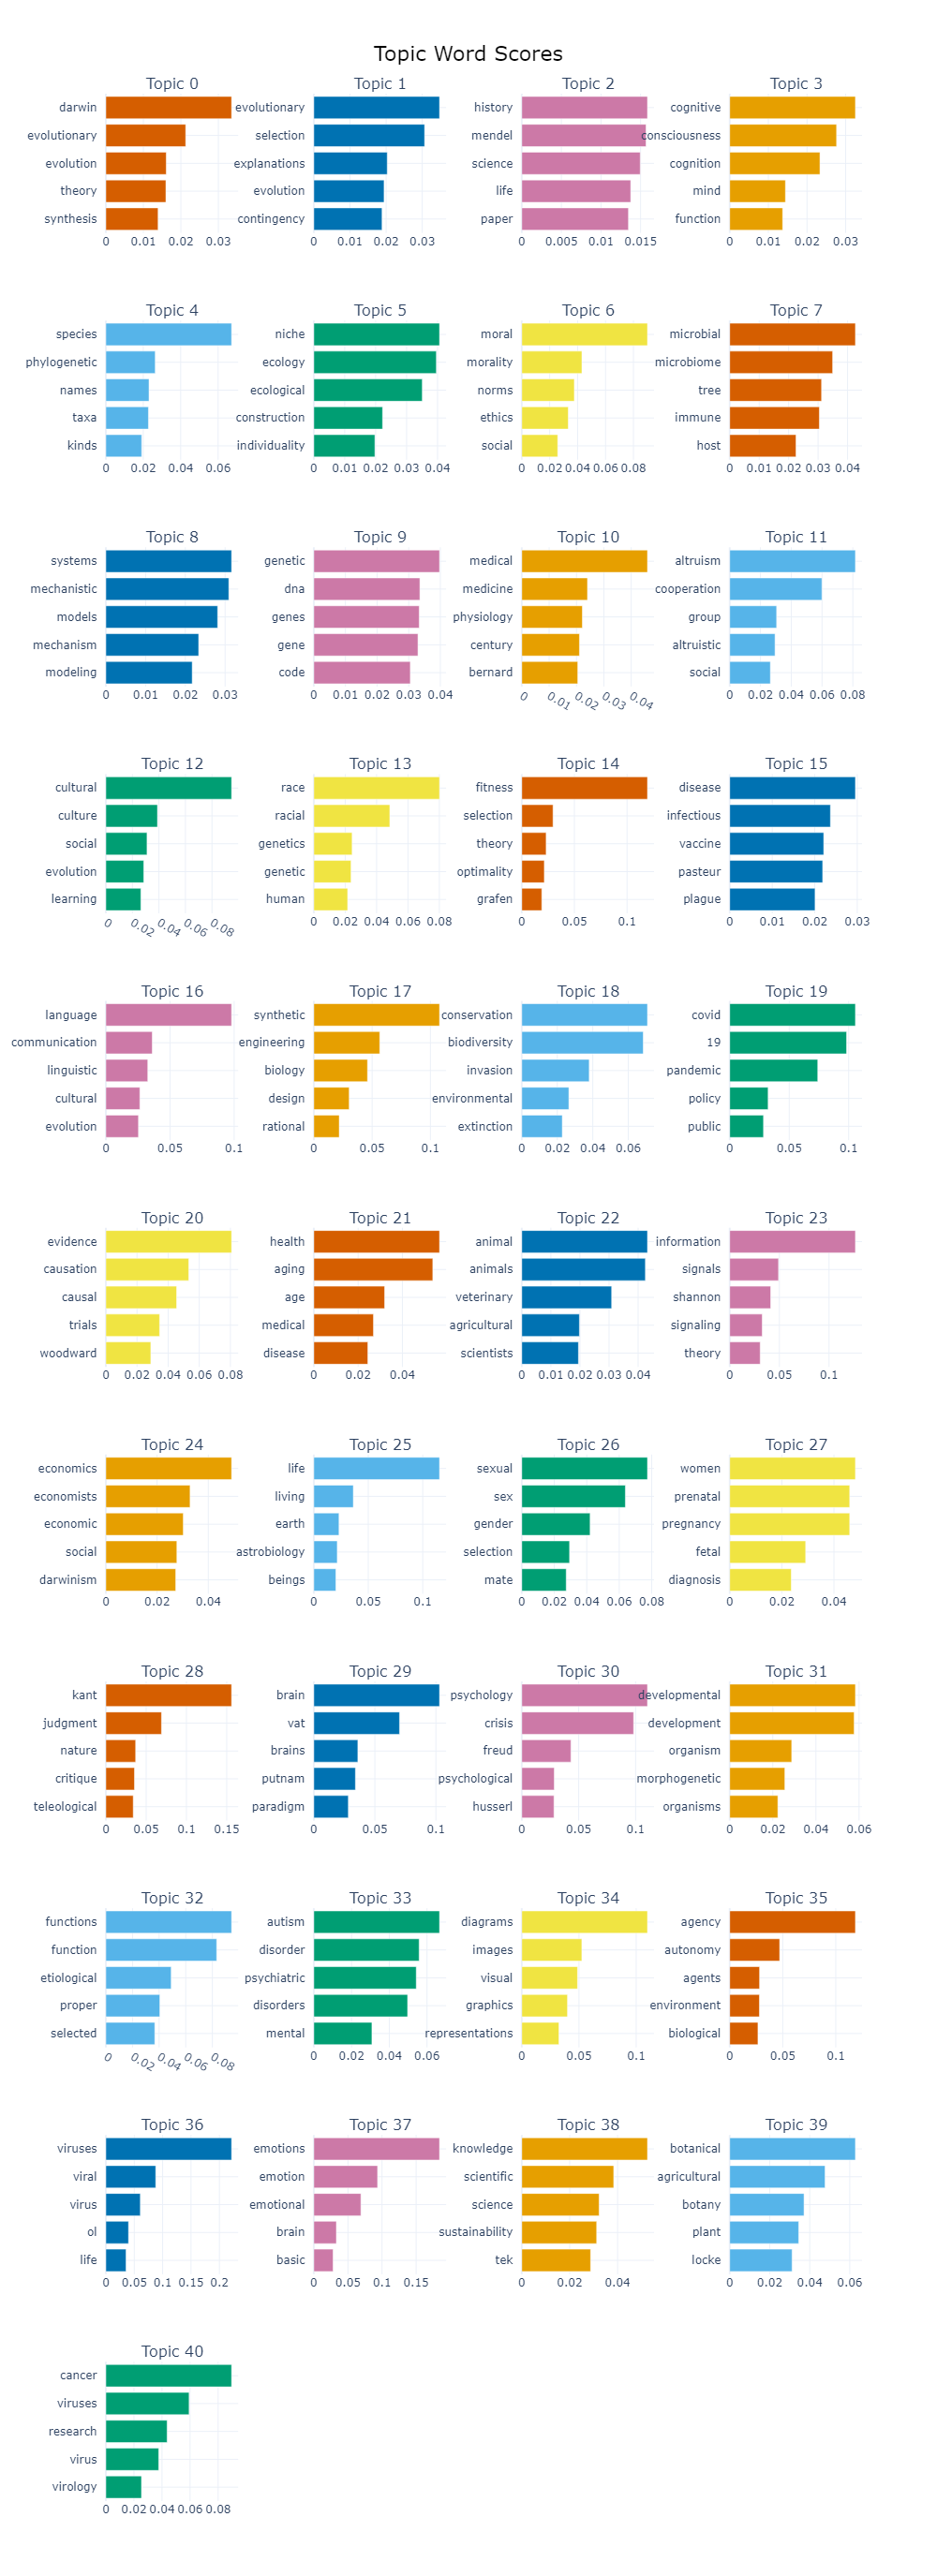 Topic Word Scores
Topic 0
darwin
evolutionary
evolution
theory
synthesis
0 0.01 0.02 0.03
Topic 1
evolutionary
selection
explanations
evolution
contingency
0 0.01 0.02 0.03
Topic 2
history
mendel
science
life
paper
0 0.005 0.01 0.015
Topic 3
cognitive
consciousness
cognition
mind
function
0 0.01 0.02 0.03
Topic 4
species
phylogenetic
names
taxa
kinds
0 0.02 0.04 0.06
Topic 5
niche
ecology
ecological
construction
individuality
0 0.01 0.02 0.03 0.04
Topic 6
moral
morality
norms
ethics
social
0 0.02 0.04 0.06 0.08
Topic 7
microbial
microbiome
tree
immune
host
0 0.01 0.02 0.03 0.04
Topic 8
systems
mechanistic
models
mechanism
modeling
0 0.01 0.02 0.03
Topic 9
genetic
dna
genes
gene
code
0 0.01 0.02 0.03 0.04
Topic 10
medical
medicine
physiology
century
bernard
0 0.01 0.02 0.03 0.04
Topic 11
altruism
cooperation
group
altruistic
social
0 0.02 0.04 0.06 0.08
Topic 12
cultural
culture
social
evolution
learning
0 0.02 0.04 0.06 0.08
Topic 13
race
racial
genetics
genetic
human
0 0.02 0.04 0.06 0.08
Topic 14
fitness
selection
theory
optimality
grafen
0 0.05 0.1
Topic 15
disease
infectious
vaccine
pasteur
plague
0 0.01 0.02 0.03
Topic 16
language
communication
linguistic
cultural
evolution
0 0.05 0.1
Topic 17
synthetic
engineering
biology
design
rational
0 0.05 0.1
Topic 18
conservation
biodiversity
invasion
environmental
extinction
0 0.02 0.04 0.06
Topic 19
covid
19
pandemic
policy
public
0 0.05 0.1
Topic 20
evidence
causation
causal
trials
woodward
0 0.02 0.04 0.06 0.08
Topic 21
health
aging
age
medical
disease
0 0.02 0.04
Topic 22
animal
animals
veterinary
agricultural
scientists
0 0.01 0.02 0.03 0.04
Topic 23
information
signals
shannon
signaling
theory
0 0.05 0.1
Topic 24
economics
economists
economic
social
darwinism
0 0.02 0.04
Topic 25
life
living
earth
astrobiology
beings
0 0.05 0.1
Topic 26
sexual
sex
gender
selection
mate
0 0.02 0.04 0.06 0.08
Topic 27
women
prenatal
pregnancy
fetal
diagnosis
0 0.02 0.04
Topic 28
kant
judgment
nature
critique
teleological
0 0.05 0.1 0.15
Topic 29
brain
vat
brains
putnam
paradigm
0 0.05 0.1
Topic 30
psychology
crisis
freud
psychological
husserl
0 0.05 0.1
Topic 31
developmental
development
organism
morphogenetic
organisms
0 0.02 0.04 0.06
Topic 32
functions
function
etiological
proper
selected
0 0.02 0.04 0.06 0.08
Topic 33
autism
disorder
psychiatric
disorders
mental
0 0.02 0.04 0.06
Topic 34
diagrams
images
visual
graphics
representations
0 0.05 0.1
Topic 35
agency
autonomy
agents
environment
biological
0 0.05 0.1
Topic 36
viruses
viral
virus
ol
life
0 0.05 0.1 0.15 0.2
Topic 37
emotions
emotion
emotional
brain
basic
0 0.05 0.1 0.15
Topic 38
knowledge
scientific
science
sustainability
tek
0 0.02 0.04
Topic 39
botanical
agricultural
botany
plant
locke
0 0.02 0.04 0.06
Topic 40
cancer
viruses
research
virus
virology
0 0.02 0.04 0.06 0.08